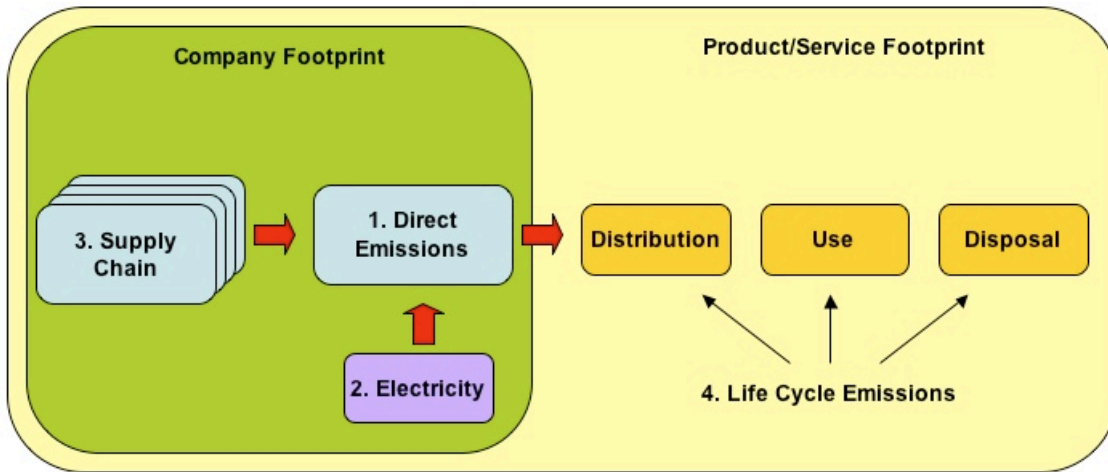 Company Footprint
Product/Service Footprint
3. Supply
Chain
1. Direct
Emissions
Distribution
Use
Disposal
2. Electricity
4. Life Cycle Emissions